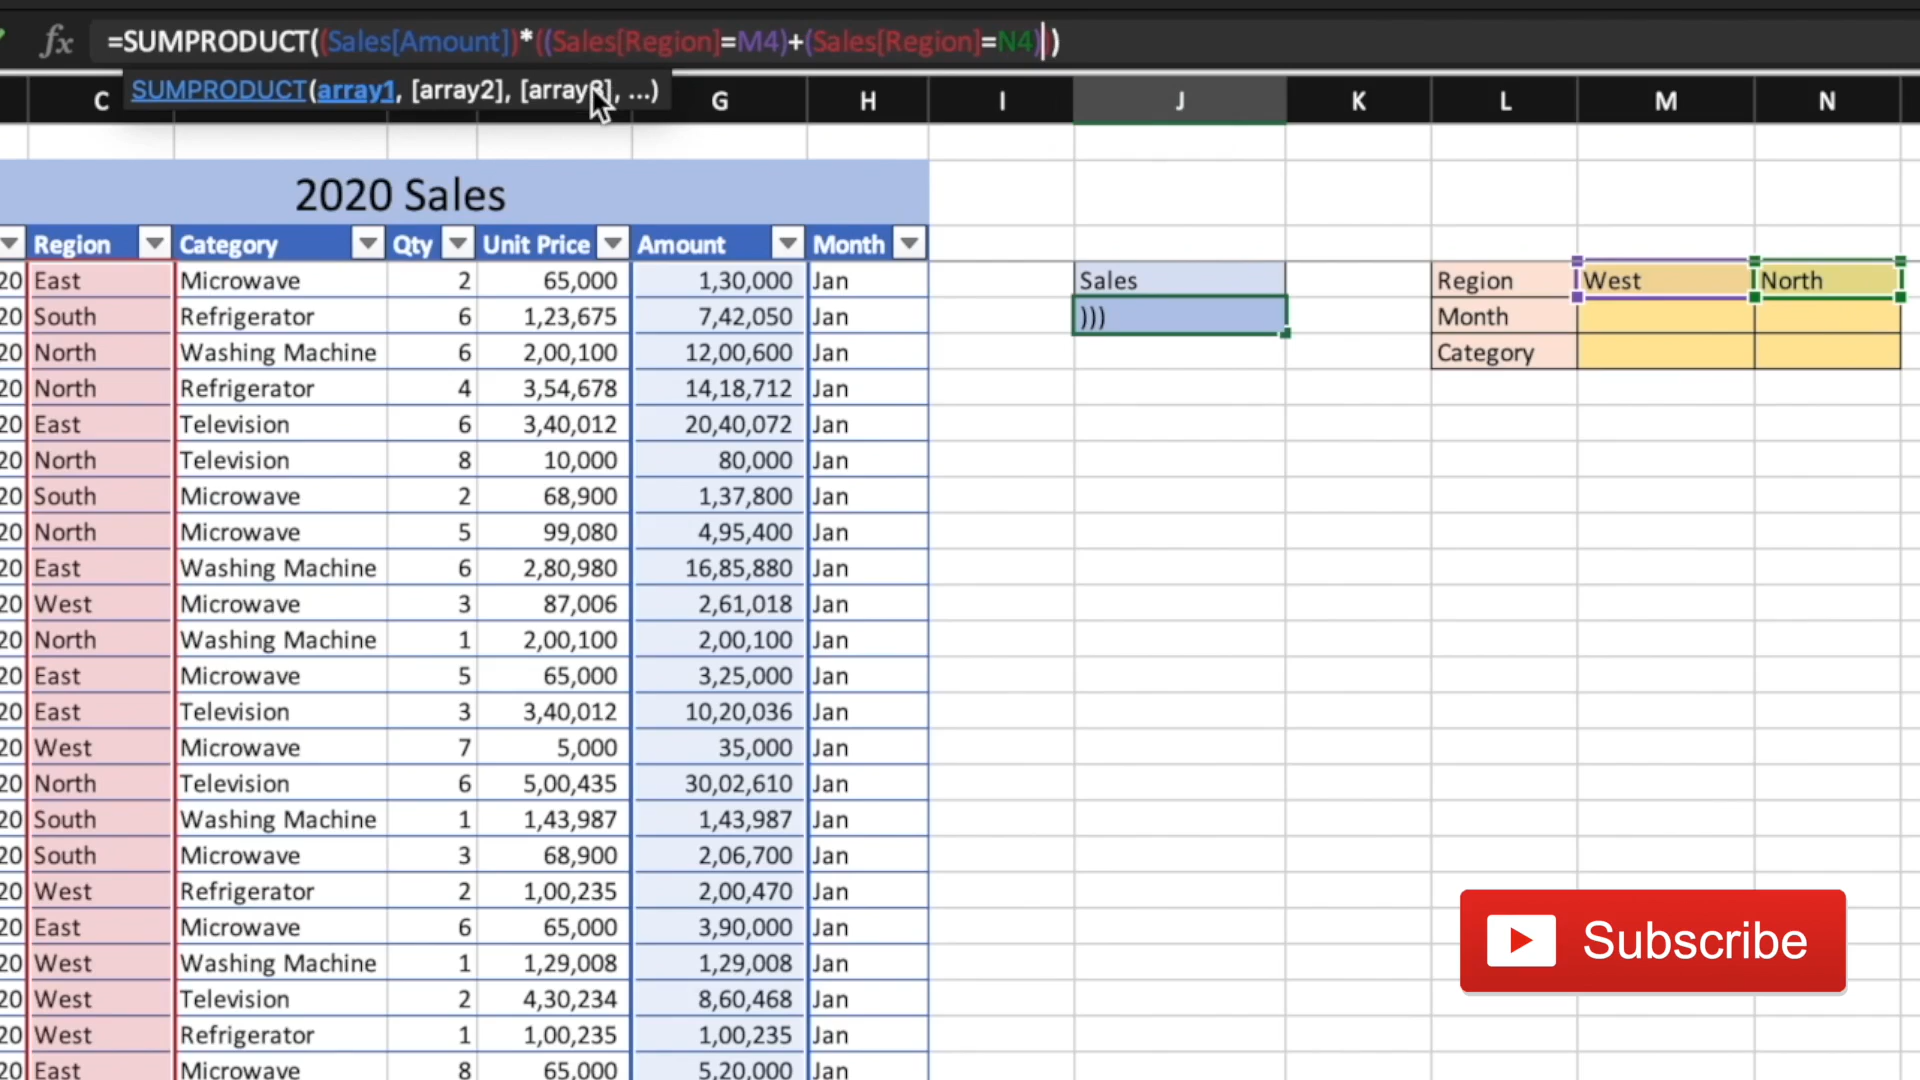 fx =SUMPRODUCT((Sales[Amount])*((Sales[Region]=M4)+(Sales[Region]=N4)))
SUMPRODUCT(array1, [array2], [array3], ...)
C G H I J K L M N
2020 Sales
Region Category Qty Unit Price Amount Month
20 East Microwave 2 65,000 1,30,000 Jan Sales Region West North
20 South Refrigerator 6 1,23,675 7,42,050 Jan ))) Month
20 North Washing Machine 6 2,00,100 12,00,600 Jan Category
20 North Refrigerator 4 3,54,678 14,18,712 Jan
20 East Television 6 3,40,012 20,40,072 Jan
20 North Television 8 10,000 80,000 Jan
20 South Microwave 2 68,900 1,37,800 Jan
20 North Microwave 5 99,080 4,95,400 Jan
20 East Washing Machine 6 2,80,980 16,85,880 Jan
20 West Microwave 3 87,006 2,61,018 Jan
20 North Washing Machine 1 2,00,100 2,00,100 Jan
20 East Microwave 5 65,000 3,25,000 Jan
20 East Television 3 3,40,012 10,20,036 Jan
20 West Microwave 7 5,000 35,000 Jan
20 North Television 6 5,00,435 30,02,610 Jan
20 South Washing Machine 1 1,43,987 1,43,987 Jan
20 South Microwave 3 68,900 2,06,700 Jan
20 West Refrigerator 2 1,00,235 2,00,470 Jan
20 East Microwave 6 65,000 3,90,000 Jan
20 West Washing Machine 1 1,29,008 1,29,008 Jan
20 West Television 2 4,30,234 8,60,468 Jan
20 West Refrigerator 1 1,00,235 1,00,235 Jan
20 East Microwave 8 65,000 5,20,000 Jan
Subscribe